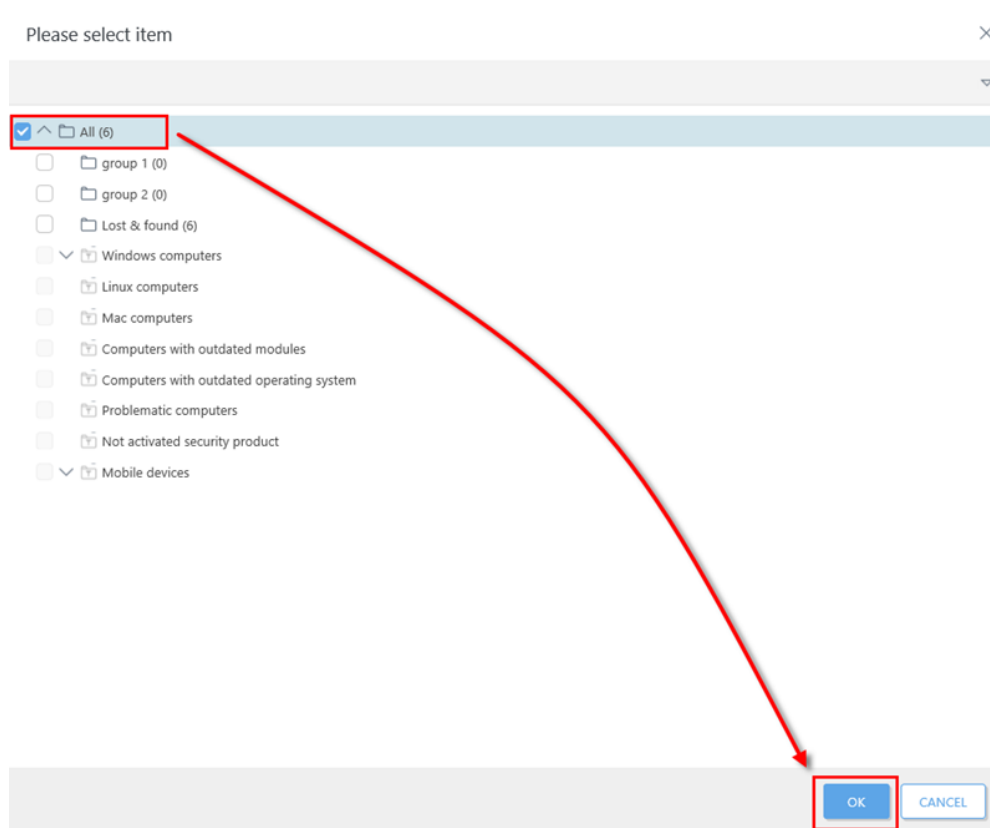 Please select item
All (6)
group 1 (0)
group 2 (0)
Lost & found (6)
Windows computers
Linux computers
Mac computers
Computers with outdated modules
Computers with outdated operating system
Problematic computers
Not activated security product
Mobile devices
OK
CANCEL